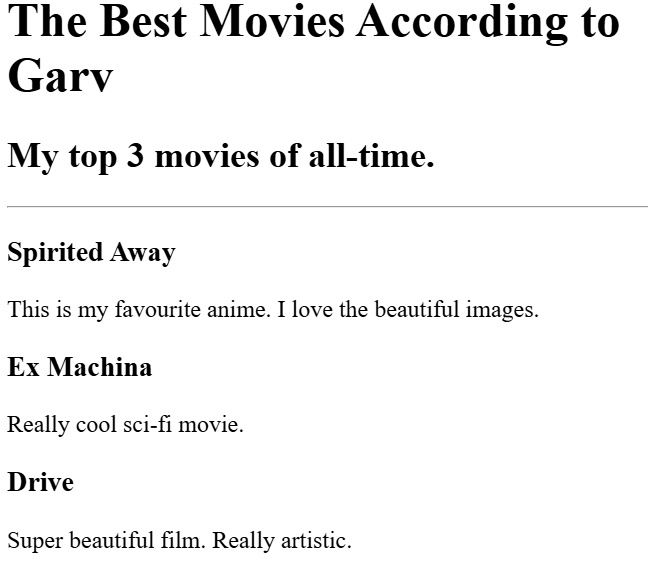 The Best Movies According to
Garv
My top 3 movies of all-time.
Spirited Away
This is my favourite anime. I love the beautiful images.
Ex Machina
Really cool sci-fi movie.
Drive
Super beautiful film. Really artistic.